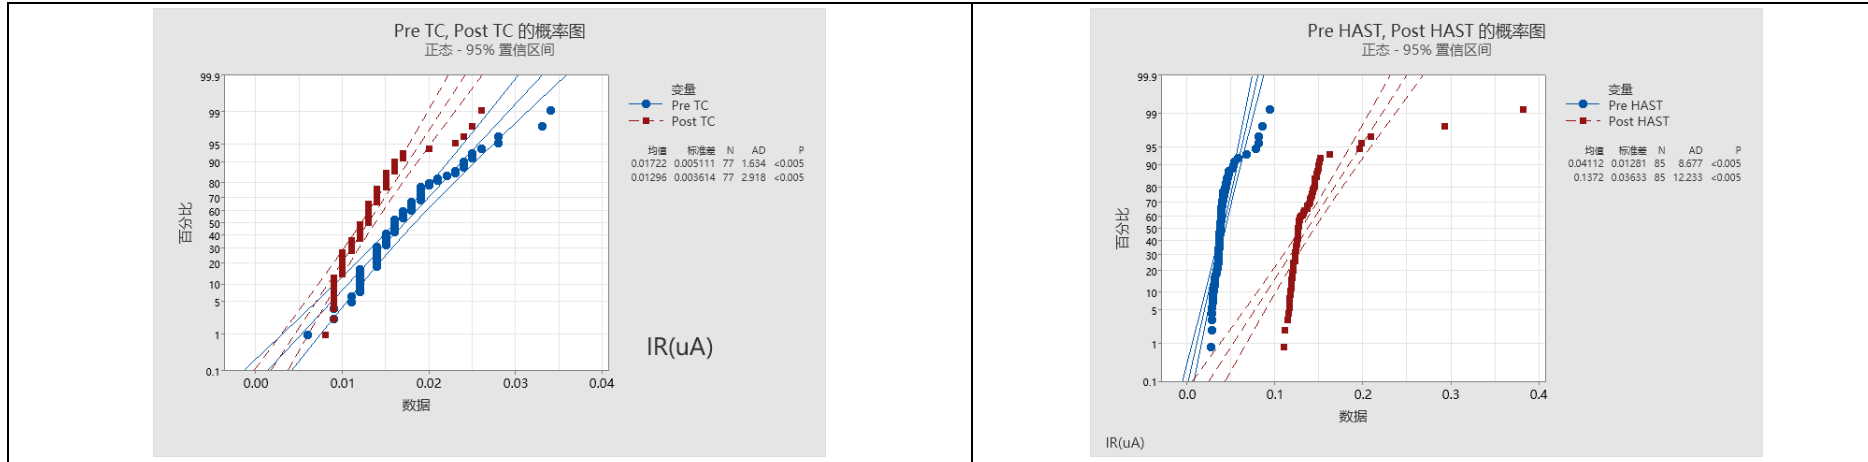 Pre TC, Post TC 的概率图
正态 - 95% 置信区间
99.9
99
95
90
80
70
60
50
40
30
20
10
5
1
0.1
百分比
0.00 0.01 0.02 0.03 0.04
数据
变量
Pre TC
Post TC
均值 标准差 N AD P
0.01722 0.005111 77 1.634 <0.005
0.01296 0.003614 77 2.918 <0.005
IR(uA)
Pre HAST, Post HAST 的概率图
正态 - 95% 置信区间
99.9
99
95
90
80
70
60
50
40
30
20
10
5
1
0.1
百分比
0.0 0.1 0.2 0.3 0.4
数据
变量
Pre HAST
Post HAST
均值 标准差 N AD P
0.04112 0.01281 85 8.677 <0.005
0.1372 0.03633 85 12.233 <0.005
IR(uA)